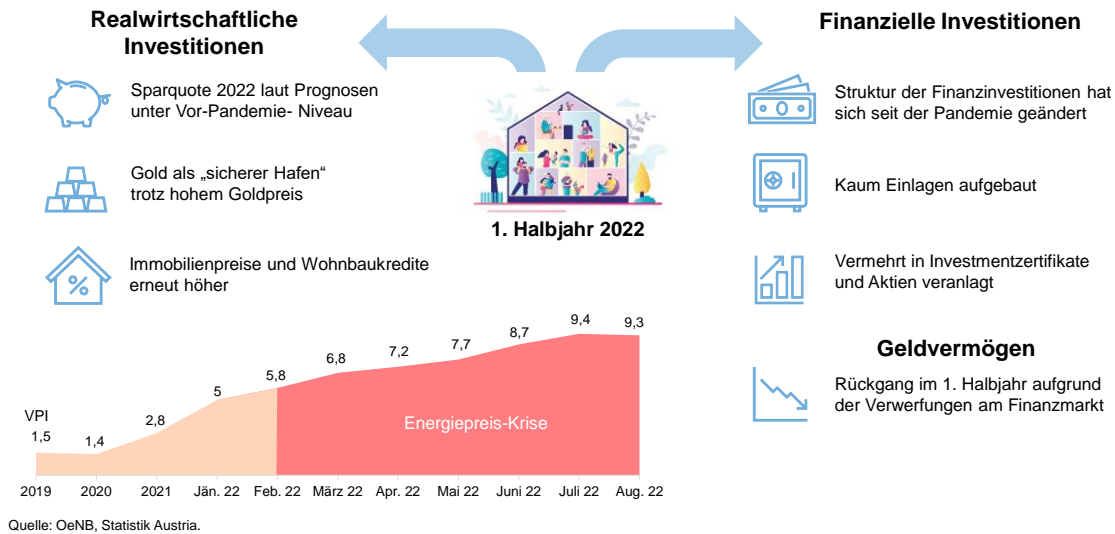 Realwirtschaftliche
Investitionen
Sparquote 2022 laut Prognosen
unter Vor-Pandemie- Niveau
Gold als „sicherer Hafen“
trotz hohem Goldpreis
%
Immobilienpreise und Wohnbaukredite
erneut höher
1. Halbjahr 2022
Finanzielle Investitionen
Struktur der Finanzinvestitionen hat
sich seit der Pandemie geändert
Kaum Einlagen aufgebaut
Vermehrt in Investmentzertifikate
und Aktien veranlagt
Geldvermögen
Rückgang im 1. Halbjahr aufgrund
der Verwerfungen am Finanzmarkt
VPI
1,5
1,4
2,8
5
5,8
6,8
7,2
7,7
8,7
9,4
9,3
Energiepreis-Krise
2019
2020
2021
Jän. 22
Feb. 22
März 22
Apr. 22
Mai 22
Juni 22
Juli 22
Aug. 22
Quelle: OeNB, Statistik Austria.